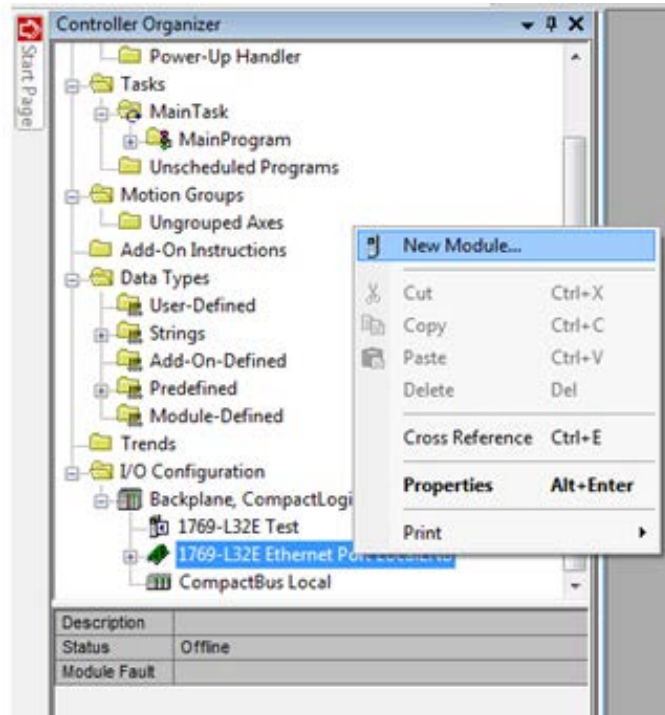 Controller Organizer
Start Page
Power-Up Handler
Tasks
MainTask
MainProgram
Unscheduled Programs
Motion Groups
Ungrouped Axes
Add-On Instructions
Data Types
User-Defined
Strings
Add-On-Defined
Predefined
Module-Defined
Trends
I/O Configuration
Backplane, CompactLogi
1769-L32E Test
1769-L32E Ethernet Port LocalENB
CompactBus Local
New Module...
Cut Ctrl+X
Copy Ctrl+C
Paste Ctrl+V
Delete Del
Cross Reference Ctrl+E
Properties Alt+Enter
Print
Description
Status Offline
Module Fault